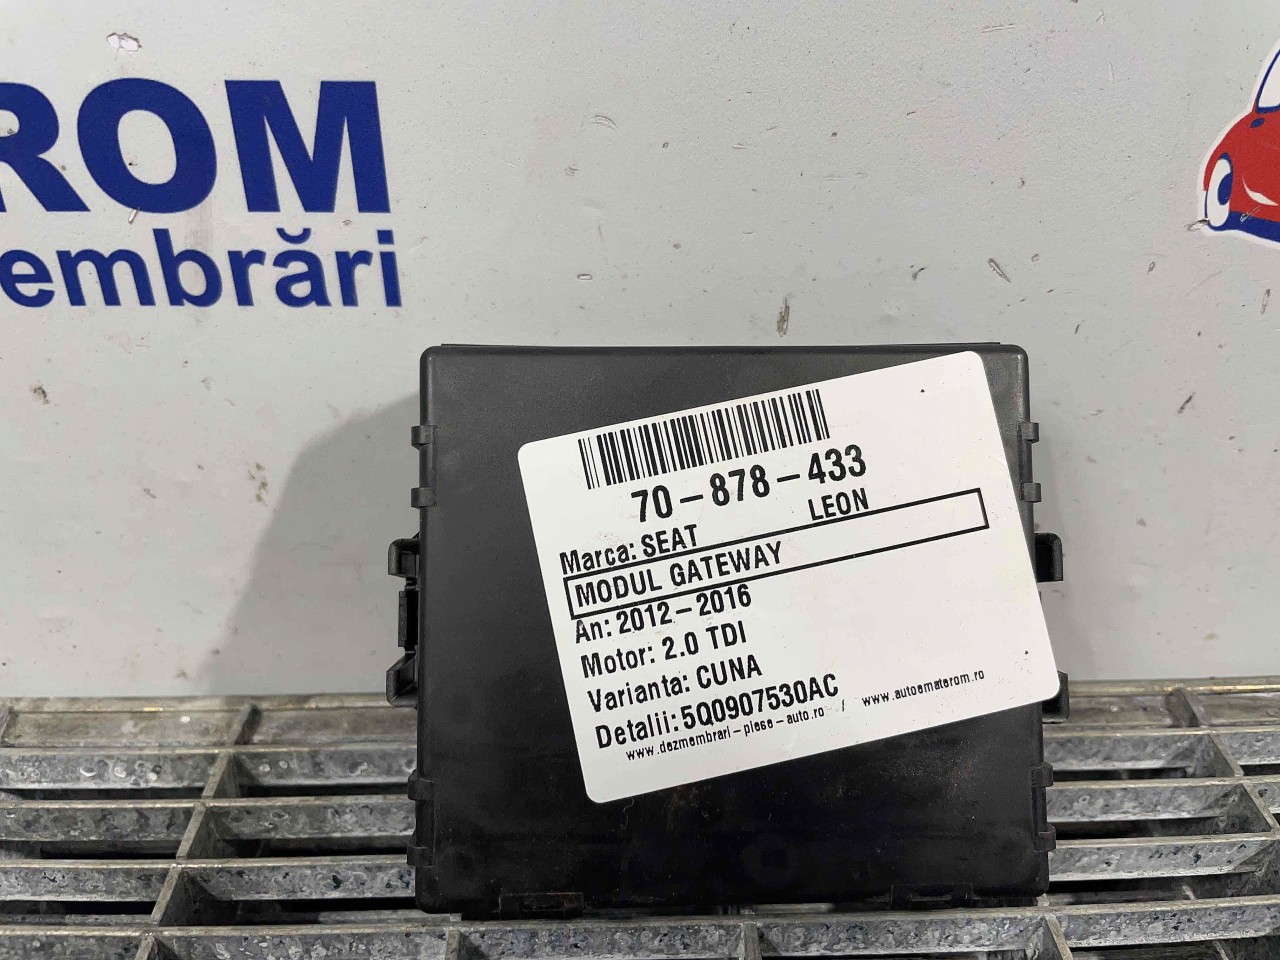 ROM
embrări
70-878-433
Marca: SEAT LEON
MODUL GATEWAY
An: 2012-2016
Motor: 2.0 TDI
Varianta: CUNA
Detalii: 5Q0907530AC
www.dezmembrari-piese-auto.ro / www.autoematerom.ro